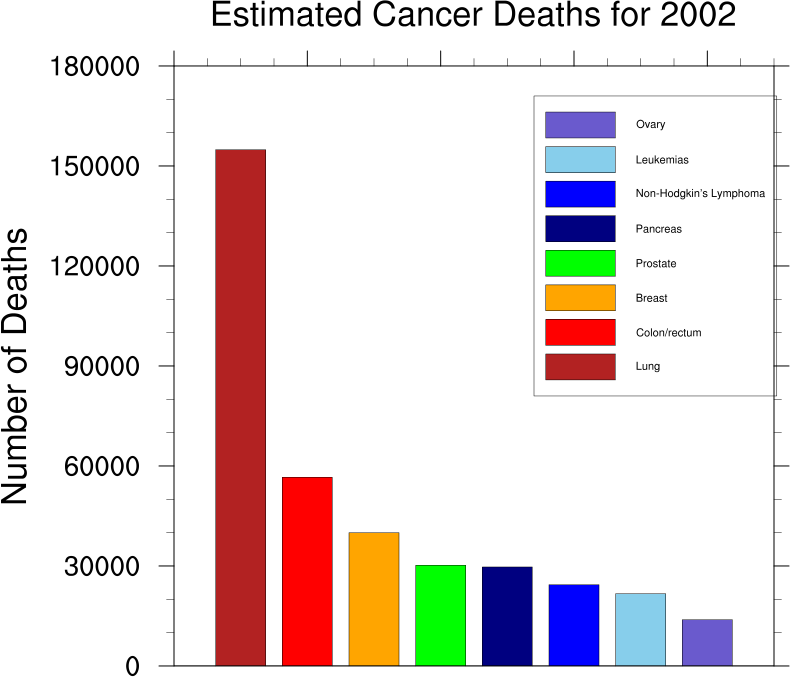 Estimated Cancer Deaths for 2002
Number of Deaths
180000
150000
120000
90000
60000
30000
0
Ovary
Leukemias
Non-Hodgkin's Lymphoma
Pancreas
Prostate
Breast
Colon/rectum
Lung